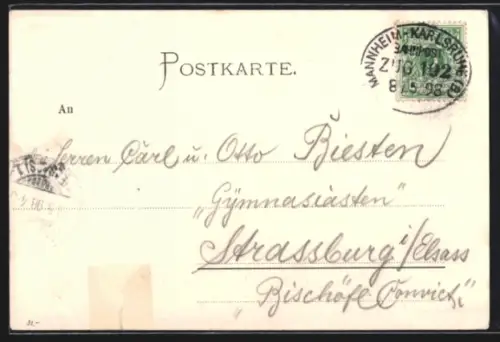 POSTKARTE.
MANNHEIM-KARLSRUHE (B)
BAHNPOST
ZUG 192
8/5 98
An
Herren Carl u. Otto Biesten
„Gymnasiasten“
Strassburg i/Elsass
„Bischöfl Convict“